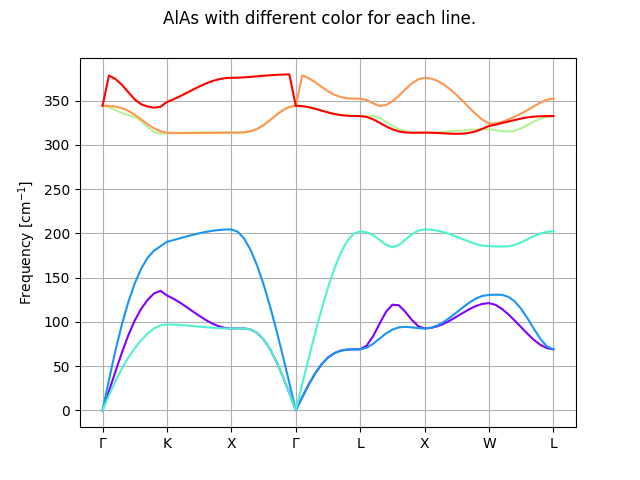 AlAs with different color for each line.
Frequency [cm⁻¹]
350
300
250
200
150
100
50
0
Γ K X Γ L X W L